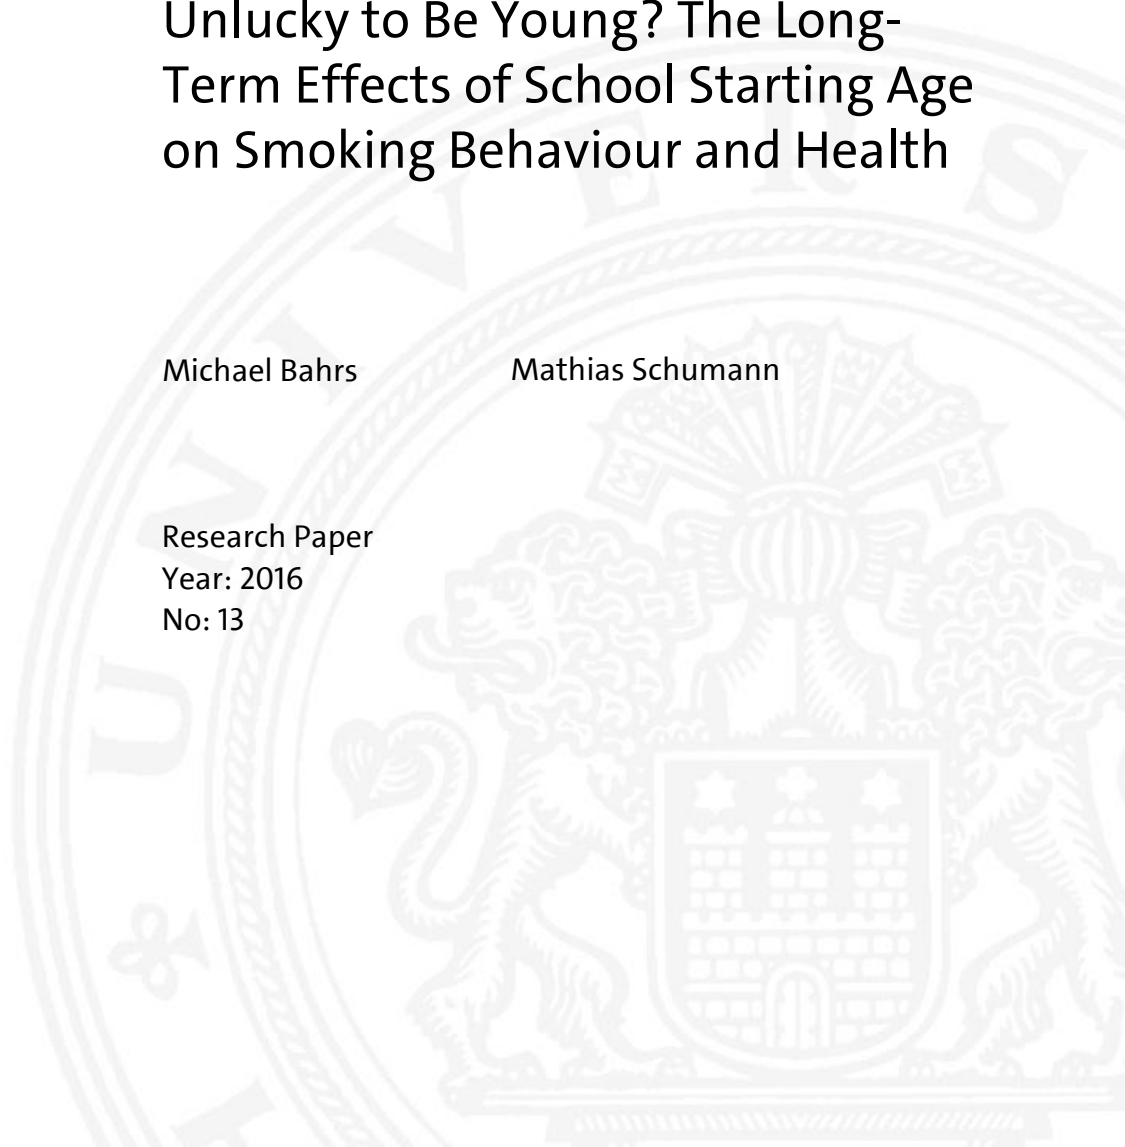 Unlucky to Be Young? The Long-
Term Effects of School Starting Age
on Smoking Behaviour and Health
Michael Bahrs Mathias Schumann
Research Paper
Year: 2016
No: 13
UNIVERS